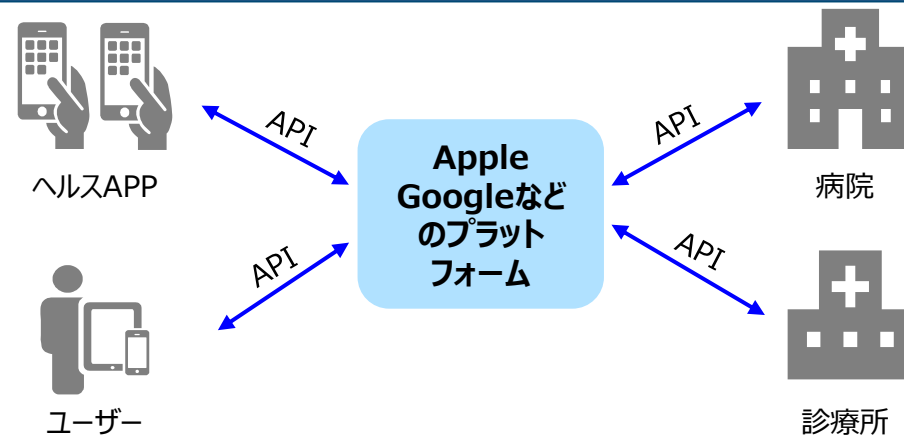 API
API
Apple
Googleなど
のプラット
フォーム
ヘルスAPP
病院
API
API
ユーザー
診療所